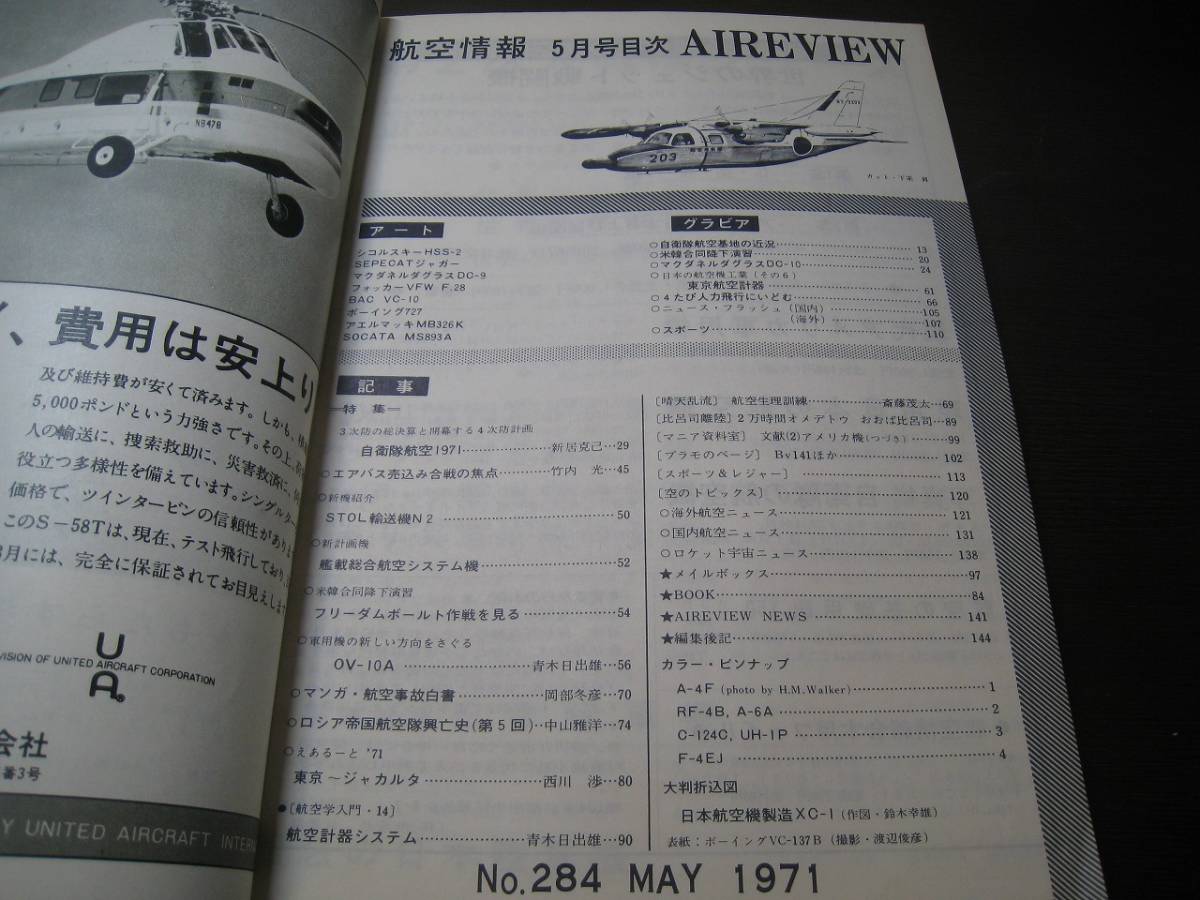 N8478
く、費用は安上り
及び維持費が安くて済みます。しかも、
5,000ポンドという力強さです。その上、
人の輸送に、捜索救助に、災害救済に、
役立つ多様性を備えています。シングルター
価格で、ツインタービンの信頼性があり
このS-58Tは、現在、テスト飛行しており、
月には、完全に保証されてお目見えします
U
A®
VISION OF UNITED AIRCRAFT CORPORATION
会社
番3号
Y UNITED AIRCRAFT INTERN
航空情報 5月号目次 AIREVIEW
203
カット・下田
アート
シコルスキーHSS-2
SEPECATジャガー
マクダネルダグラスDC-9
フォッカーVFW F.28
BAC VC-10
ボーイング727
アエルマッキMB326K
SOCATA MS893A
グラビア
○自衛隊航空基地の近況……13
○米韓合同降下演習……20
○マクダネルダグラスDC-10……24
○日本の航空機工業(その6)
東京航空計器……61
○4たび人力飛行にいどむ……66
○ニュース・フラッシュ(国内)……105
(海外)……107
○スポーツ……110
記事
―特集―
3次防の総決算と開幕する4次防計画
自衛隊航空1971……新居克己…29
○エアバス売込み合戦の焦点……竹内 光…45
○新機紹介
STOL輸送機N2……50
○新計画機
艦載総合航空システム機……52
○米韓合同降下演習
フリーダムボールト作戦を見る……54
○軍用機の新しい方向をさぐる
OV-10A……青木日出雄…56
○マンガ・航空事故白書……岡部冬彦…70
○ロシア帝国航空隊興亡史(第5回)‥中山雅洋…74
○えあるーと'71
東京〜ジャカルタ……西川 渉…80
●〔航空学入門・14〕
航空計器システム……青木日出雄…90
〔晴天乱流〕 航空生理訓練……斎藤茂太…69
〔比呂司離陸〕2万時間オメデトウ おおば比呂司…89
〔マニア資料室〕 文献(2)アメリカ機(つづき)……99
〔プラモのページ〕 Bv141ほか……102
〔スポーツ&レジャー〕……113
〔空のトピックス〕……120
○海外航空ニュース……121
○国内航空ニュース……131
○ロケット宇宙ニュース……138
★メイルボックス……97
★BOOK……84
★AIREVIEW NEWS……141
★編集後記……144
カラー・ピンナップ
A-4F (photo by H.M.Walker)……1
RF-4B, A-6A……2
C-124C, UH-1P……3
F-4EJ……4
大判折込図
日本航空機製造XC-1(作図・鈴木幸雄)
表紙:ボーイングVC-137B(撮影・渡辺俊彦)
No.284 MAY 1971